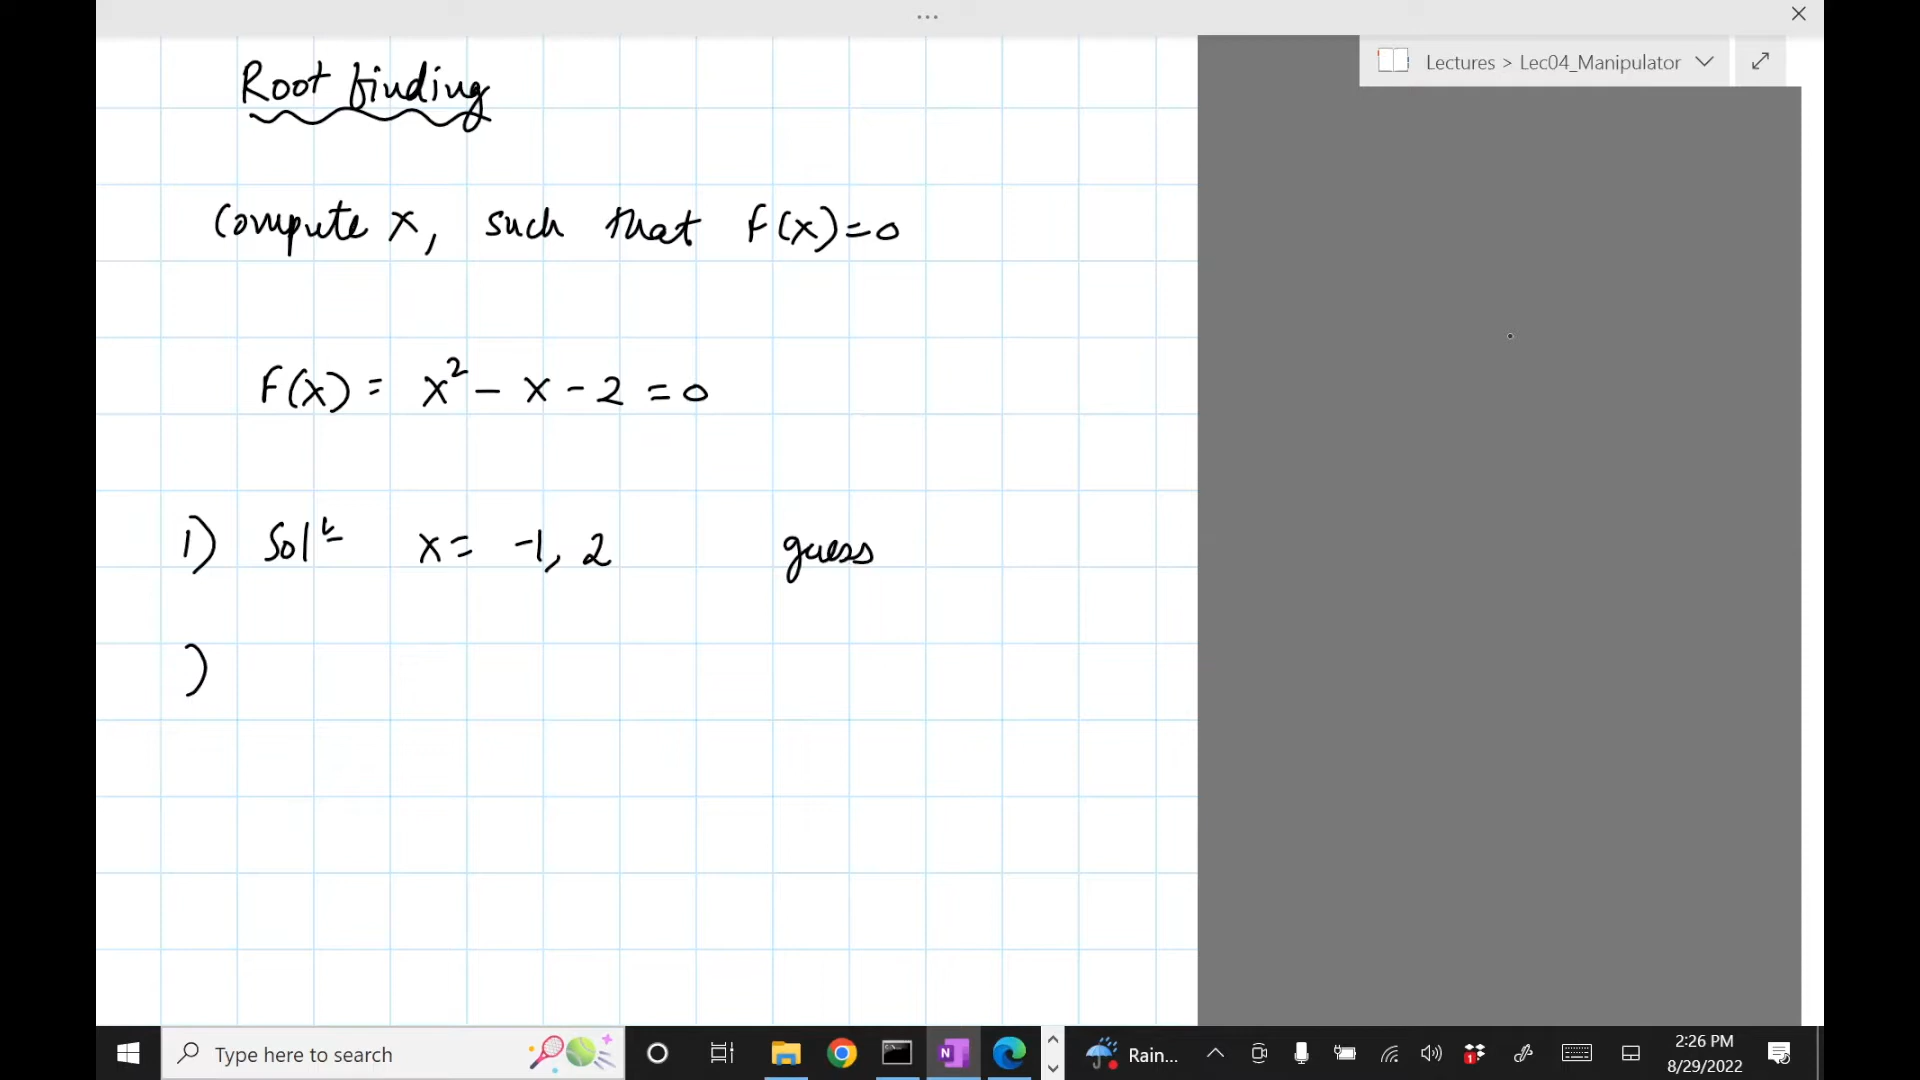 ...
Lectures > Lec04_Manipulator
Root finding
Compute x, such that f(x)=0
F(x) = x² - x - 2 = 0
1) Solⁿ x = -1, 2 guess
)
Type here to search
Rain...
1
2:26 PM
8/29/2022